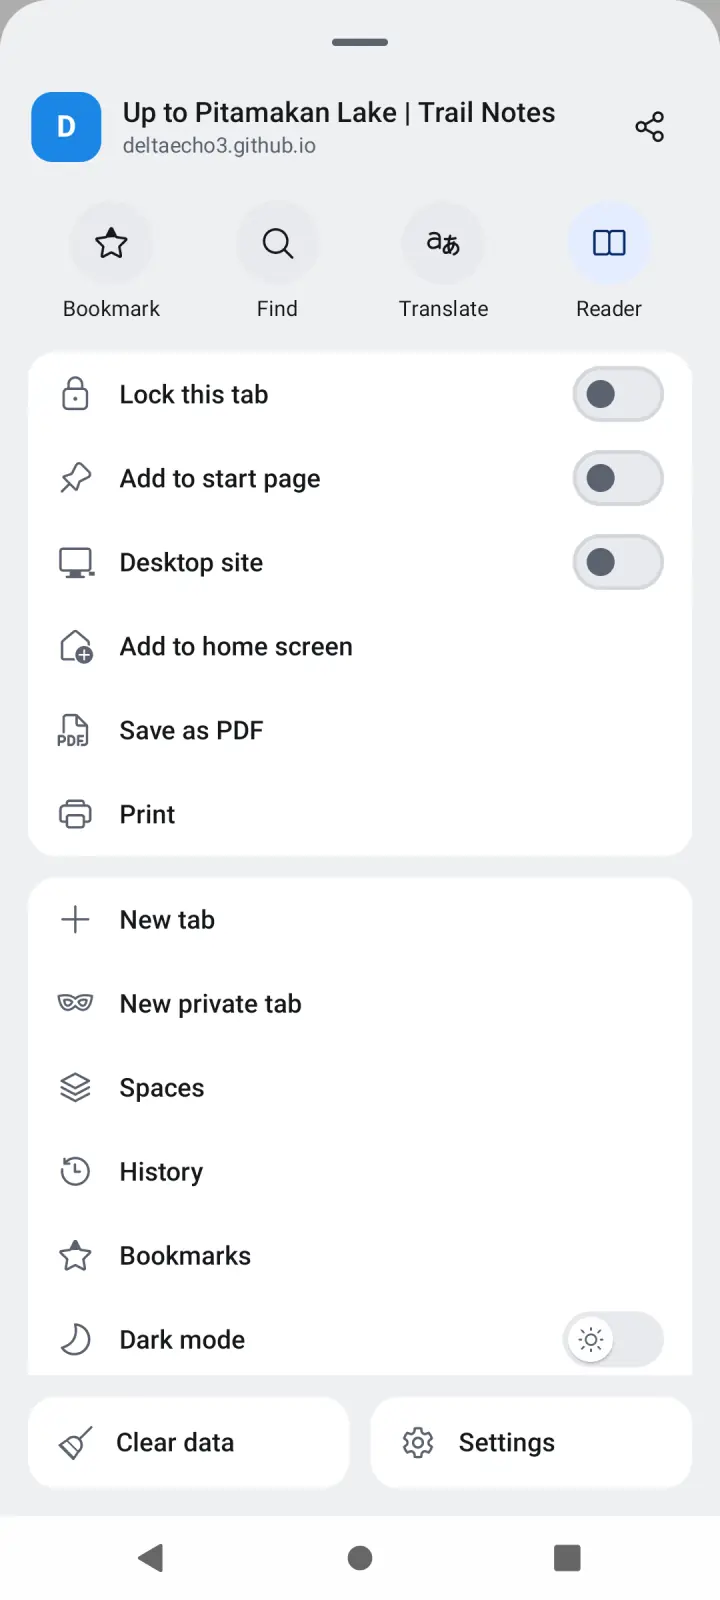 D
Up to Pitamakan Lake | Trail Notes
deltaecho3.github.io
aあ
Bookmark
Find
Translate
Reader
Lock this tab
Add to start page
Desktop site
Add to home screen
PDF
Save as PDF
Print
New tab
New private tab
Spaces
History
Bookmarks
Dark mode
Clear data
Settings